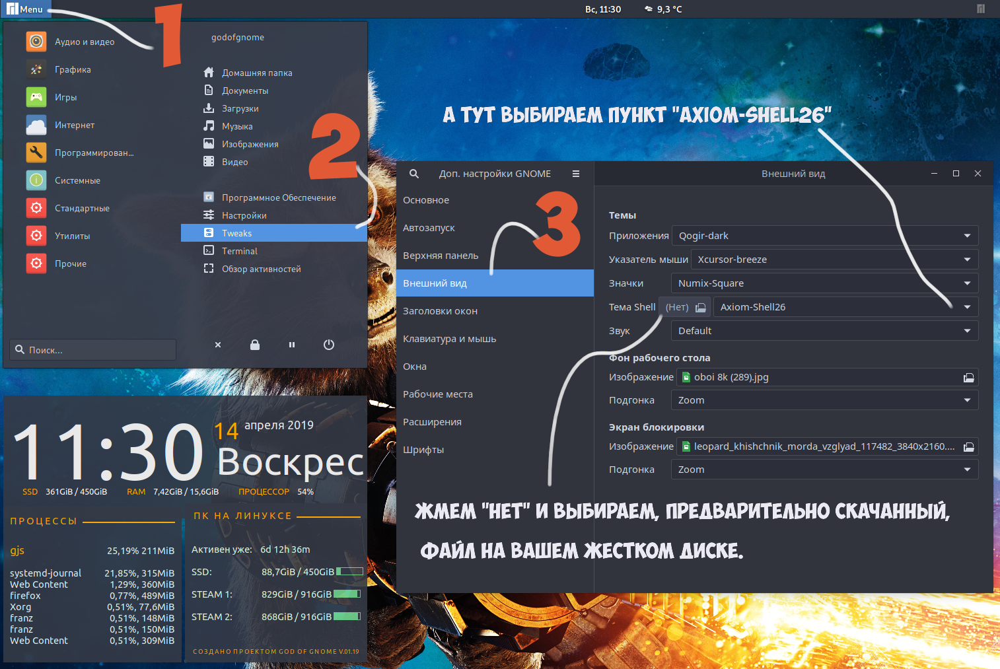 Menu
Вс, 11:30
9,3 °C
1
godofgnome
Аудио и видео
Графика
Игры
Интернет
Программирован...
Системные
Стандартные
Утилиты
Прочие
Домашняя папка
Документы
Загрузки
Музыка
Изображения
Видео
2
Программное Обеспечение
Настройки
Tweaks
Terminal
Обзор активностей
Поиск...
А ТУТ ВЫБИРАЕМ ПУНКТ "AXIOM-SHELL26"
Доп. настройки GNOME
Внешний вид
3
Основное
Автозапуск
Верхняя панель
Внешний вид
Заголовки окон
Клавиатура и мышь
Окна
Рабочие места
Расширения
Шрифты
Темы
Приложения Qogir-dark
Указатель мыши Xcursor-breeze
Значки Numix-Square
Тема Shell (Нет) Axiom-Shell26
Звук Default
Фон рабочего стола
Изображение oboi 8k (289).jpg
Подгонка Zoom
Экран блокировки
Изображение leopard_khishchnik_morda_vzglyad_117482_3840x2160....
Подгонка Zoom
ЖМЕМ "НЕТ" И ВЫБИРАЕМ, ПРЕДВАРИТЕЛЬНО СКАЧАННЫЙ,
ФАЙЛ НА ВАШЕМ ЖЕСТКОМ ДИСКЕ.
11:30
14 апреля 2019
Воскрес
SSD 361GiB / 450GiB RAM 7,42GiB / 15,6GiB ПРОЦЕССОР 54%
ПРОЦЕССЫ
gjs 25,19% 211MiB
systemd-journal 21,85%, 315MiB
Web Content 1,29%, 360MiB
firefox 0,77%, 489MiB
Xorg 0,51%, 77,6MiB
franz 0,51%, 148MiB
franz 0,51%, 150MiB
Web Content 0,51%, 309MiB
ПК НА ЛИНУКСЕ
Активен уже: 6d 12h 36m
SSD: 88,7GiB / 450GiB
STEAM 1: 829GiB / 916GiB
STEAM 2: 868GiB / 916GiB
СОЗДАНО ПРОЕКТОМ GOD OF GNOME V.01.19